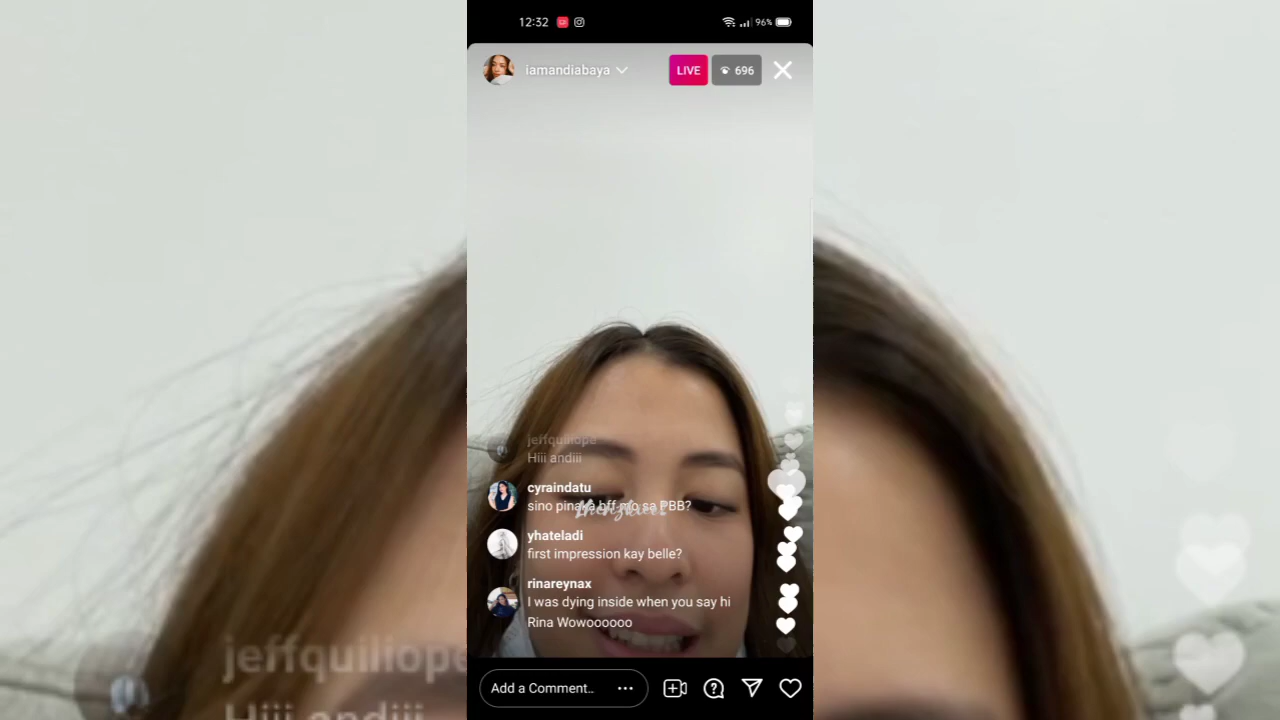 12:32
96%
iamandiabaya
LIVE
696
jeffquiliope
Hiii andiii
cyraindatu
sino pinaka bff mo sa PBB?
yhateladi
first impression kay belle?
rinareynax
I was dying inside when you say hi
Rina Wowoooooo
Add a Comment..
jeffquiliope
Hiii andiii